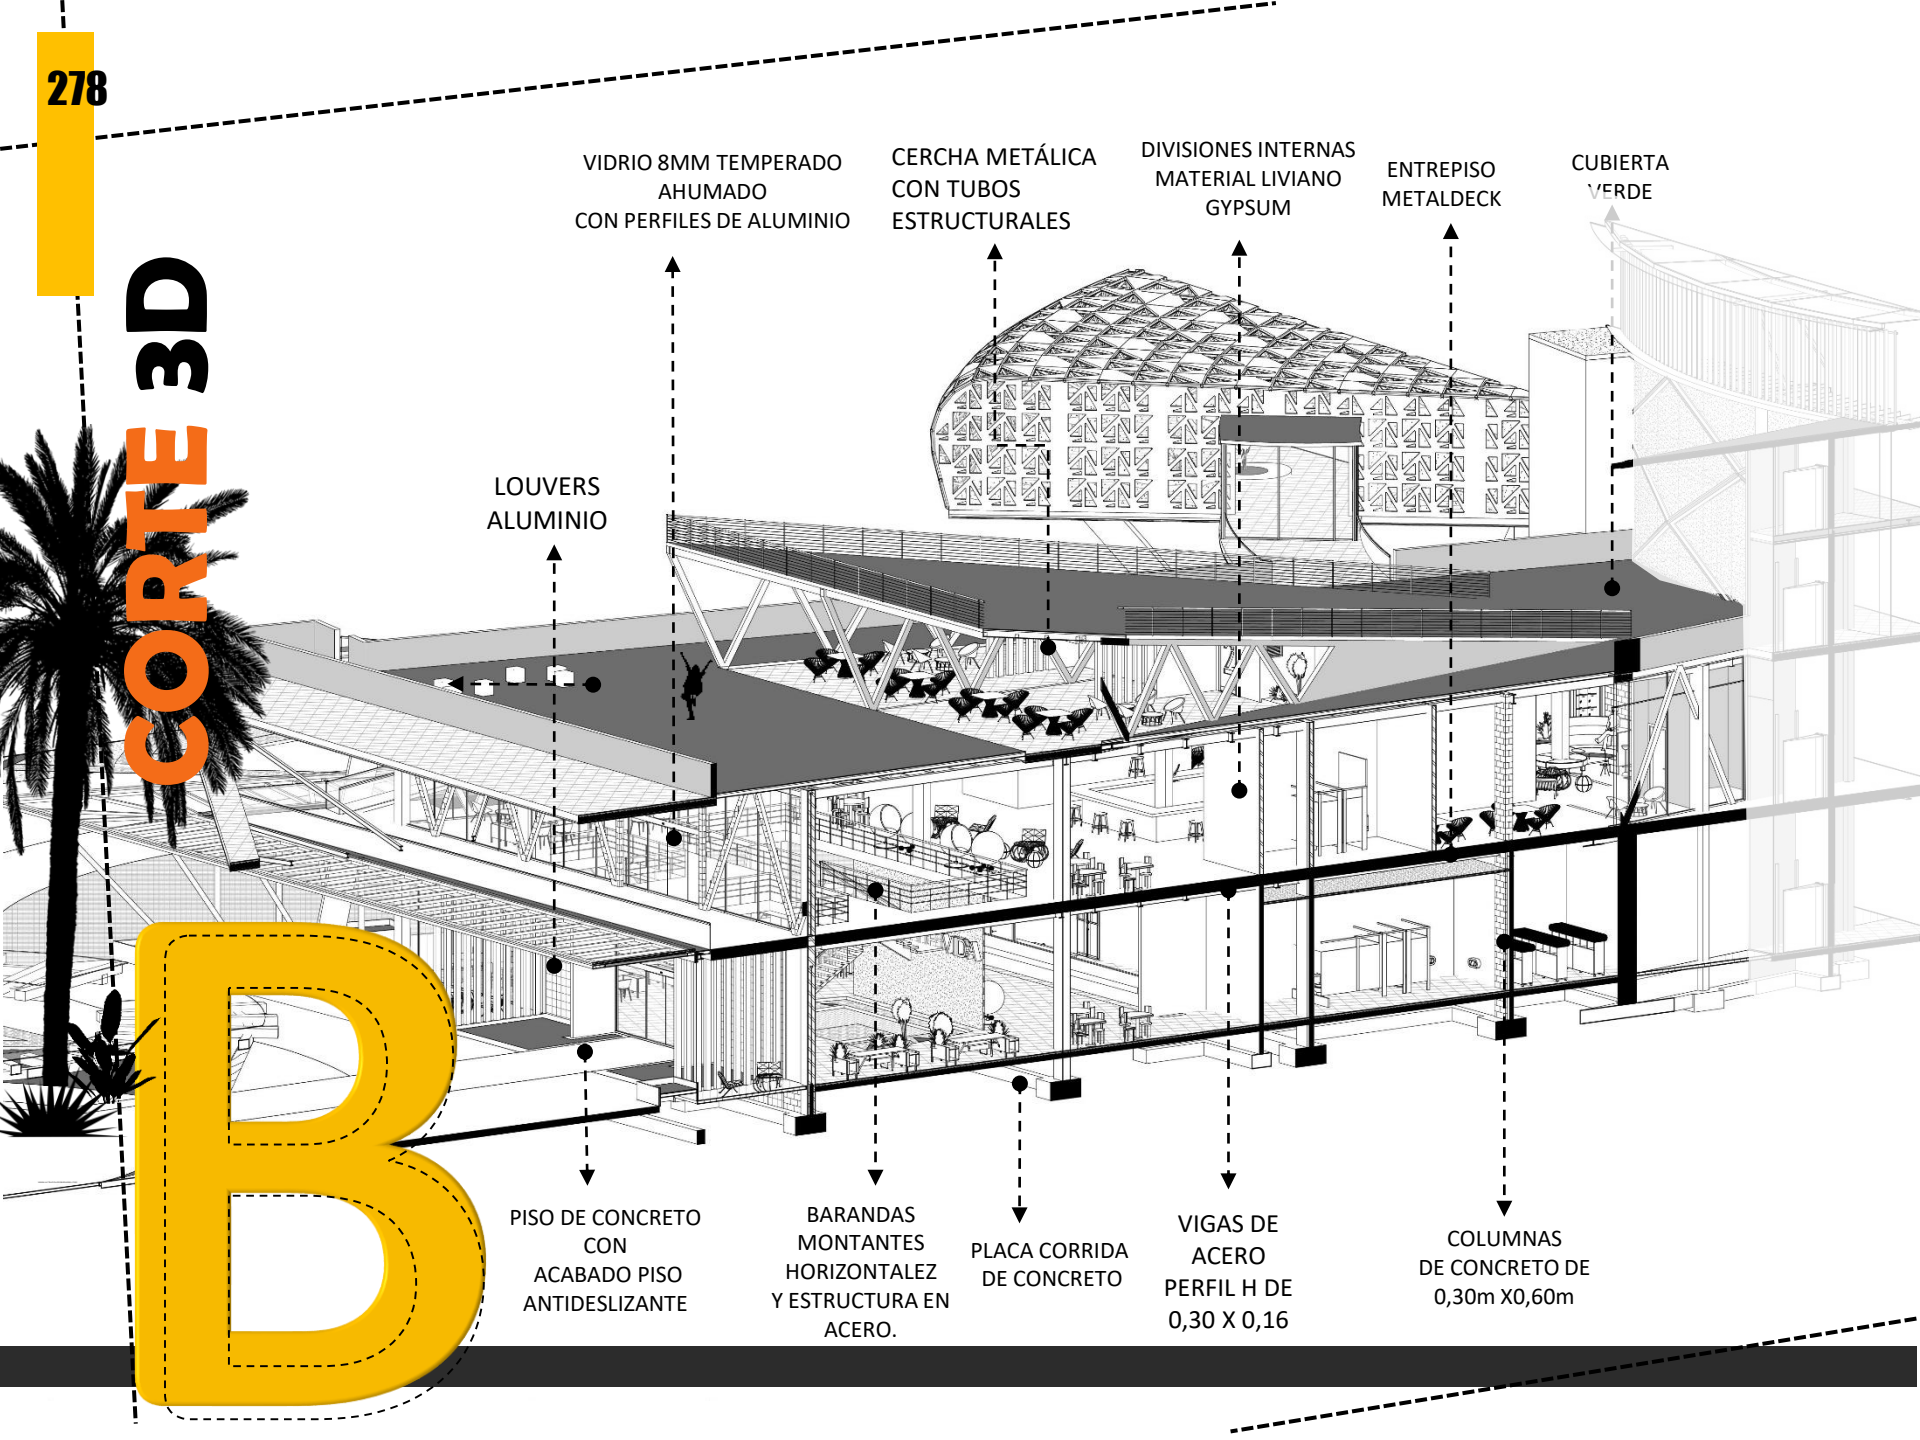 278
CORTE 3D
VIDRIO 8MM TEMPERADO
AHUMADO
CON PERFILES DE ALUMINIO
CERCHA METÁLICA
CON TUBOS
ESTRUCTURALES
DIVISIONES INTERNAS
MATERIAL LIVIANO
GYPSUM
ENTREPISO
METALDECK
CUBIERTA
VERDE
LOUVERS
ALUMINIO
B
PISO DE CONCRETO
CON
ACABADO PISO
ANTIDESLIZANTE
BARANDAS
MONTANTES
HORIZONTALEZ
Y ESTRUCTURA EN
ACERO.
PLACA CORRIDA
DE CONCRETO
VIGAS DE
ACERO
PERFIL H DE
0,30 X 0,16
COLUMNAS
DE CONCRETO DE
0,30m X0,60m